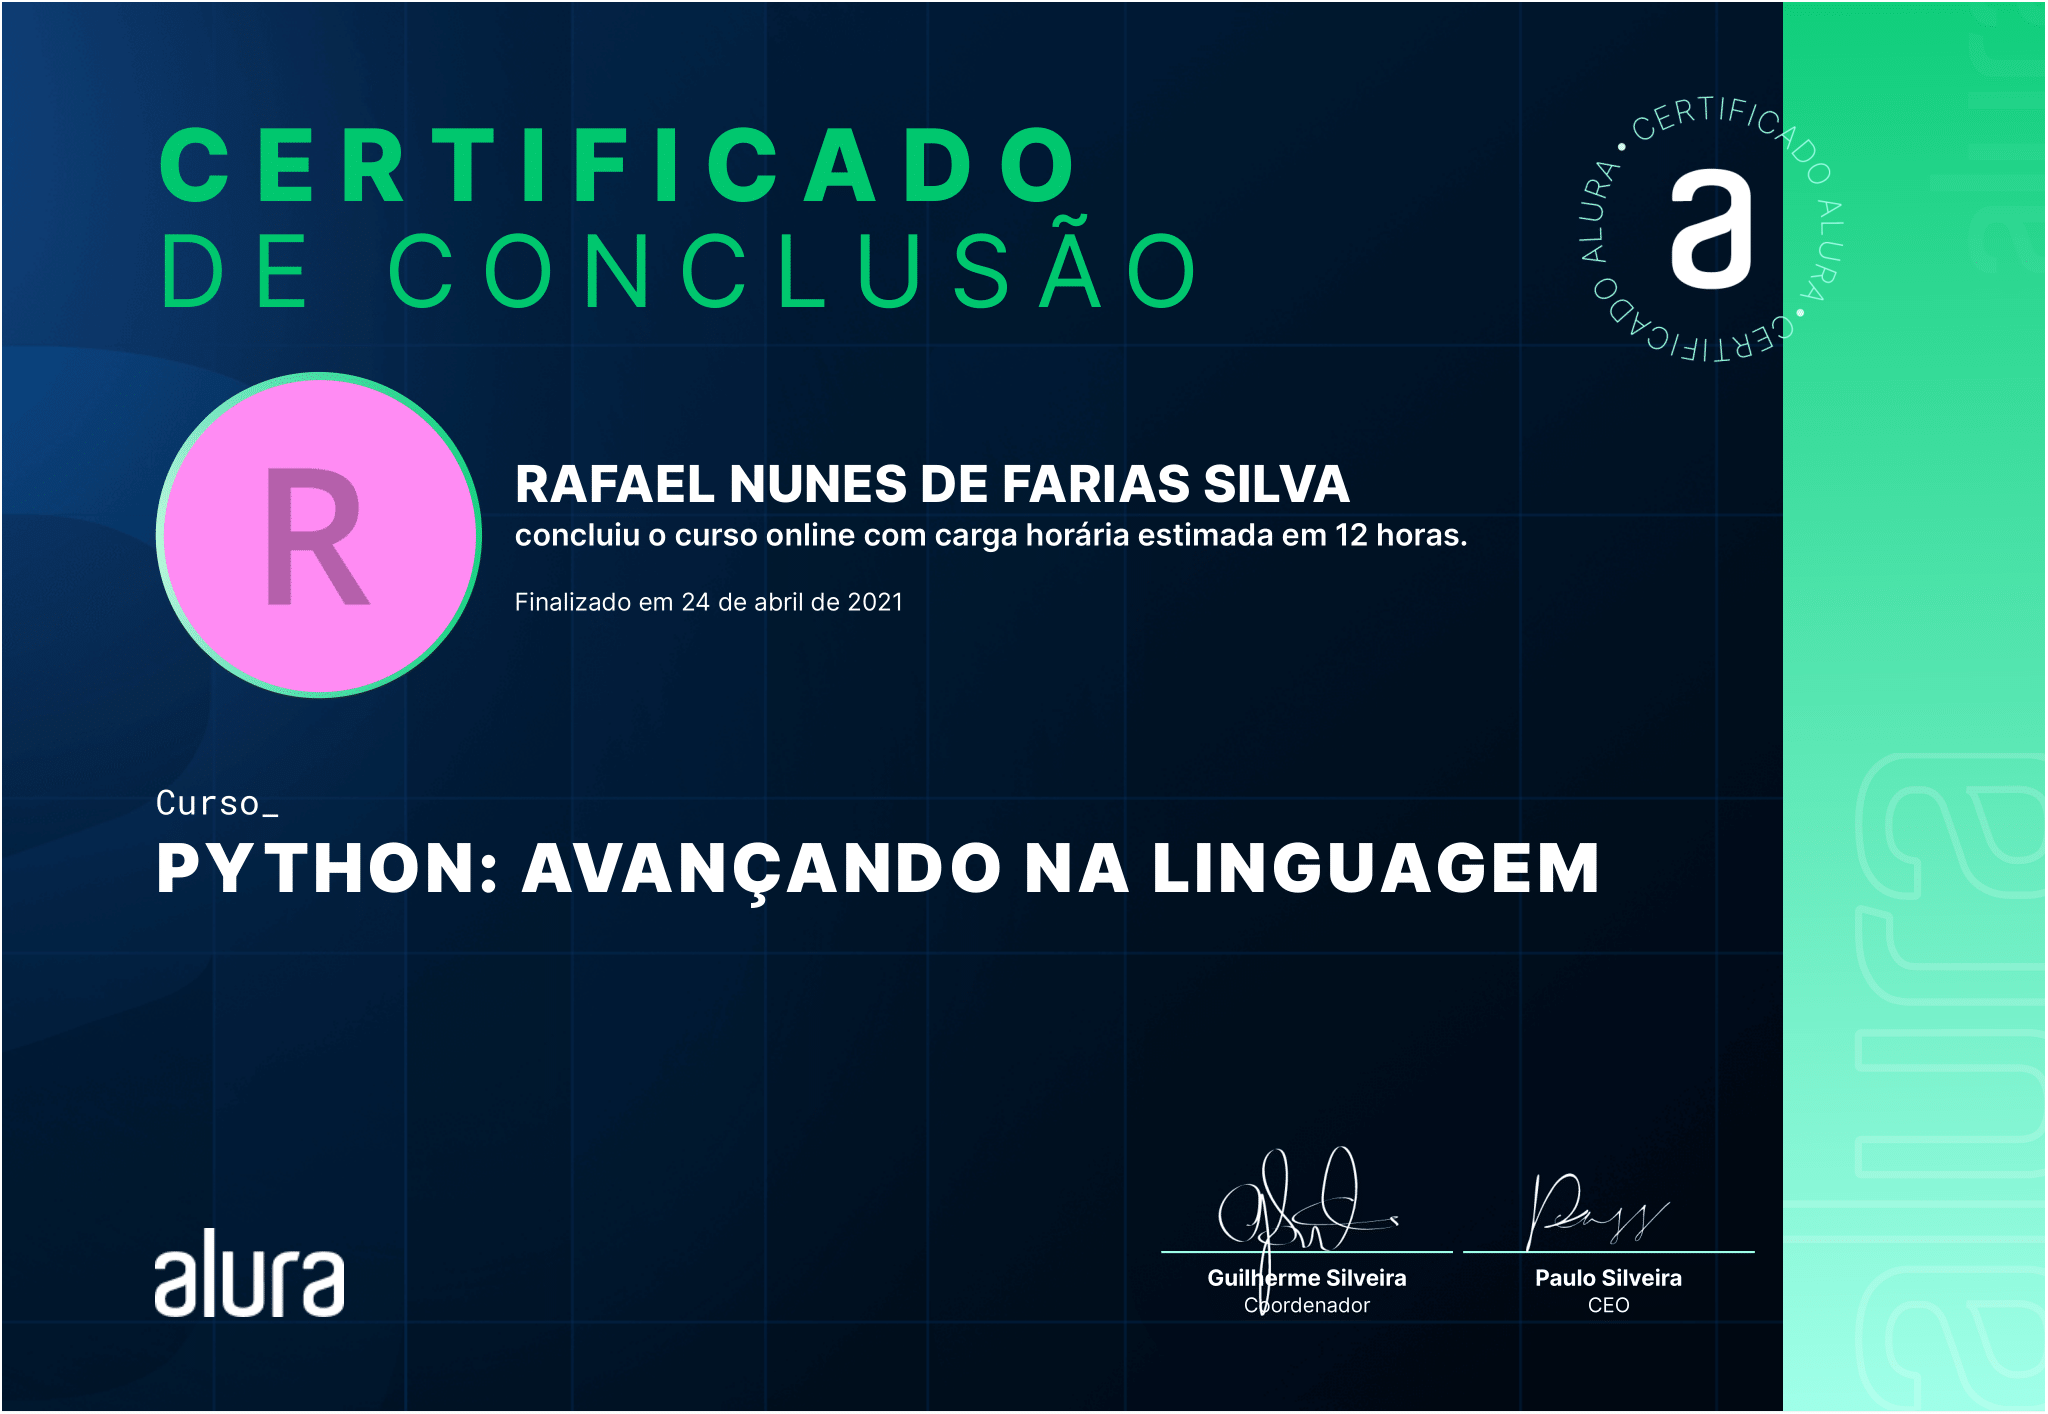 CERTIFICADO
DE CONCLUSÃO
CERTIFICADO ALURA • CERTIFICADO ALURA •
a
R
RAFAEL NUNES DE FARIAS SILVA
concluiu o curso online com carga horária estimada em 12 horas.
Finalizado em 24 de abril de 2021
Curso_
PYTHON: AVANÇANDO NA LINGUAGEM
alura
Guilherme Silveira
Coordenador
Paulo Silveira
CEO
alura
alura